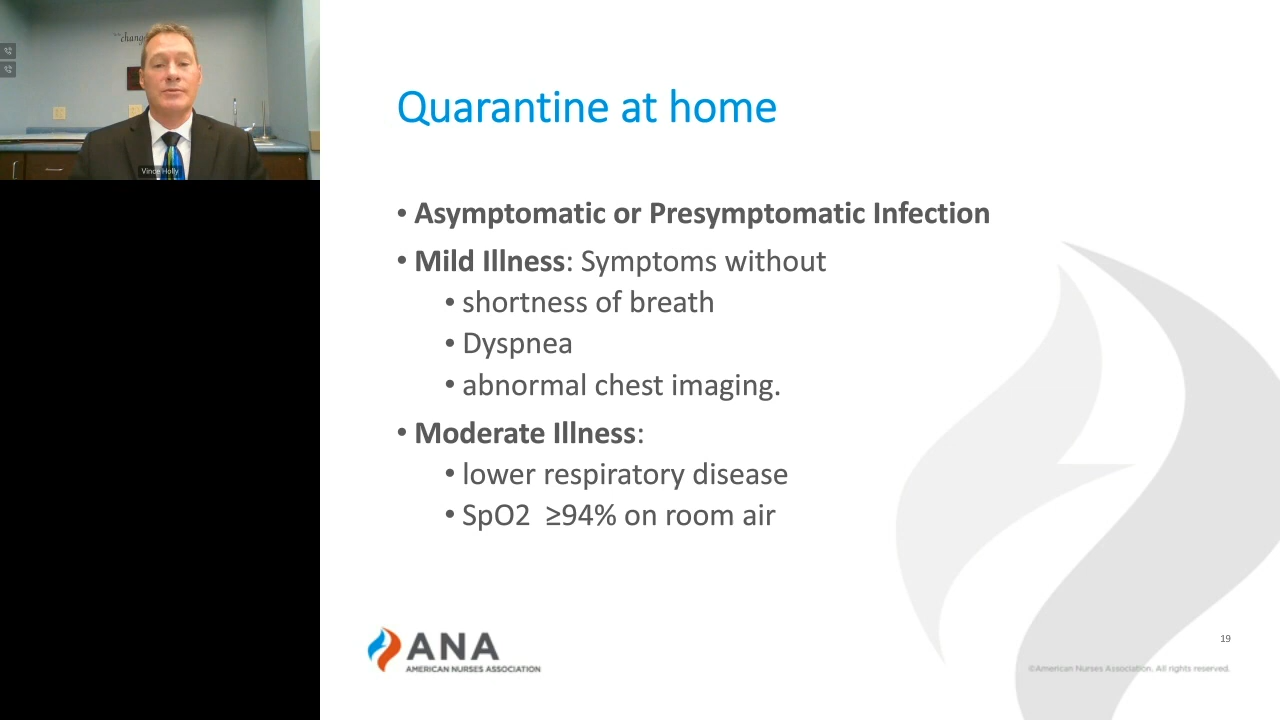 "change
Vince Holly
Quarantine at home
• Asymptomatic or Presymptomatic Infection
• Mild Illness: Symptoms without
• shortness of breath
• Dyspnea
• abnormal chest imaging.
• Moderate Illness:
• lower respiratory disease
• SpO2 ≥94% on room air
ANA
AMERICAN NURSES ASSOCIATION
19
©American Nurses Association. All rights reserved.